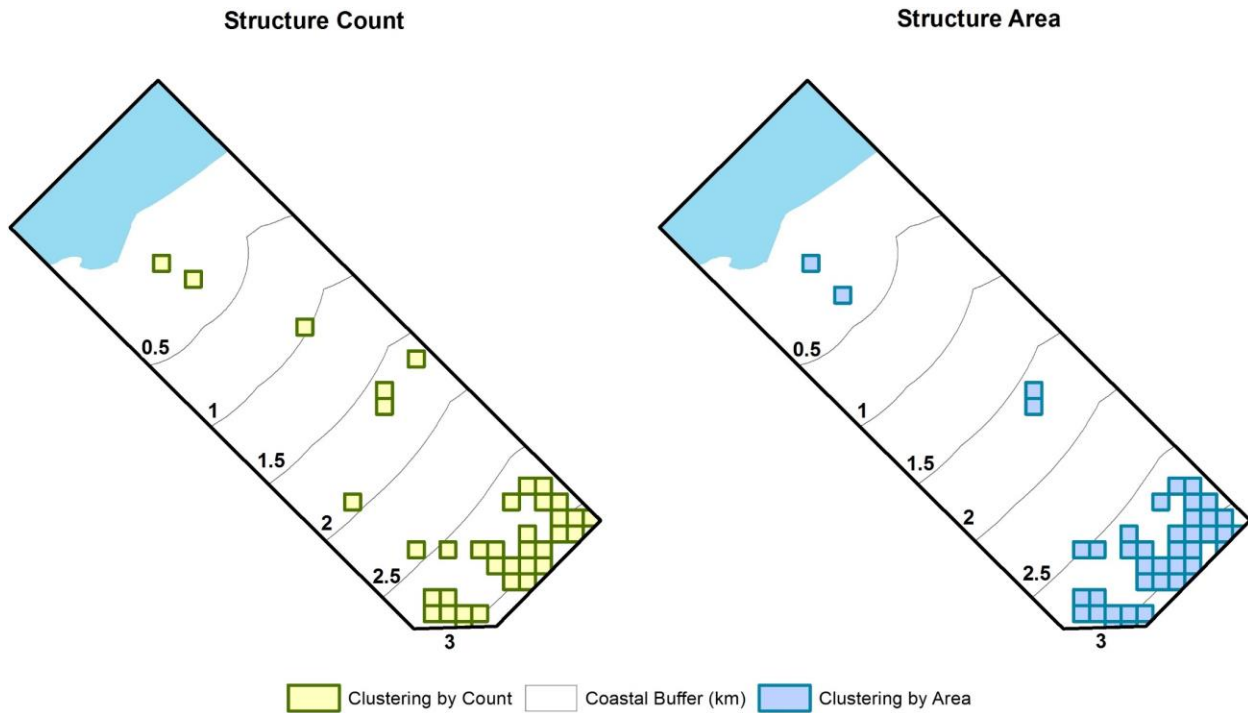 Structure Count
Structure Area
0.5
1
1.5
2
2.5
3
0.5
1
1.5
2
2.5
3
Clustering by Count
Coastal Buffer (km)
Clustering by Area